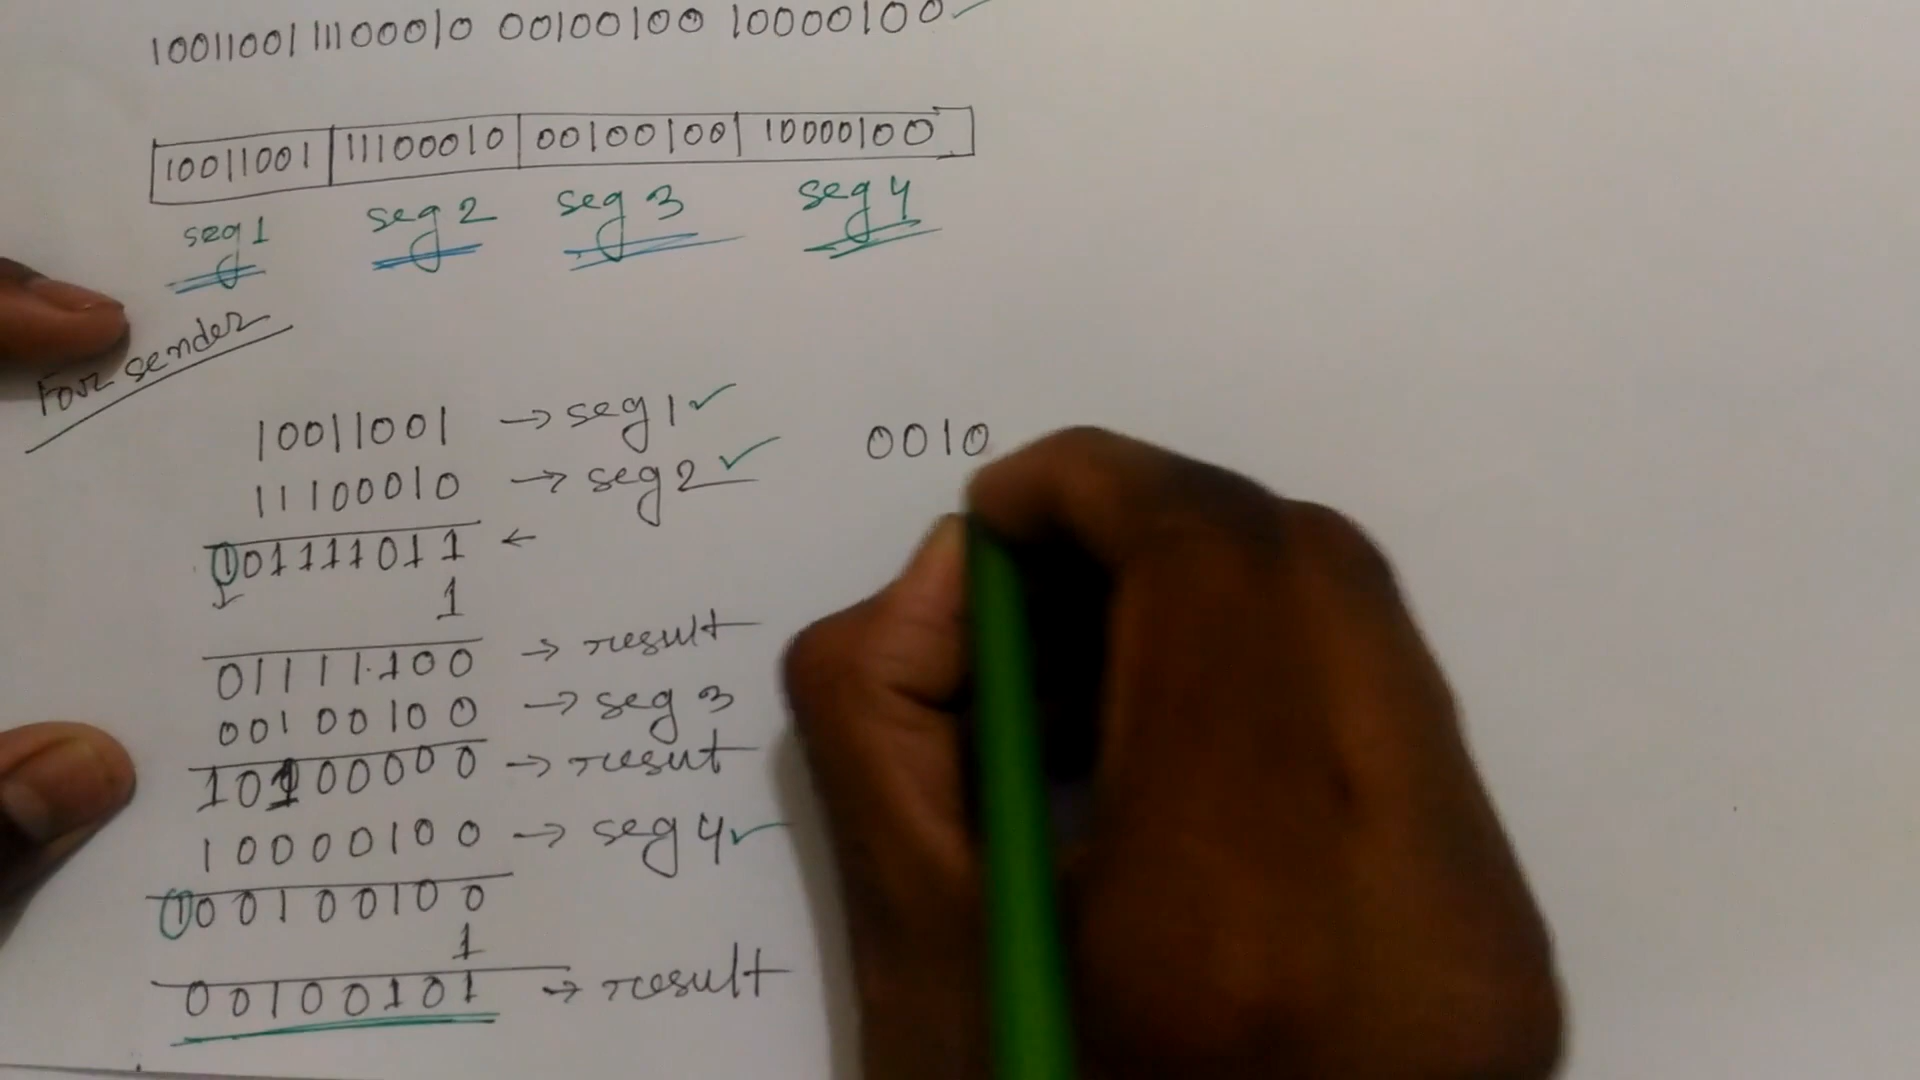 10011001 11100010 00100100 10000100
10011001 11100010 00100100 10000100
seg 1 seg 2 seg 3 seg 4
For sender
10011001 → seg 1 ✓
11100010 → seg 2 ✓
001111011 ←
1
01111100 → result
00100100 → seg 3
10100000 → resut
10000100 → seg 4 ✓
100100100
1
00100101 → result
0010